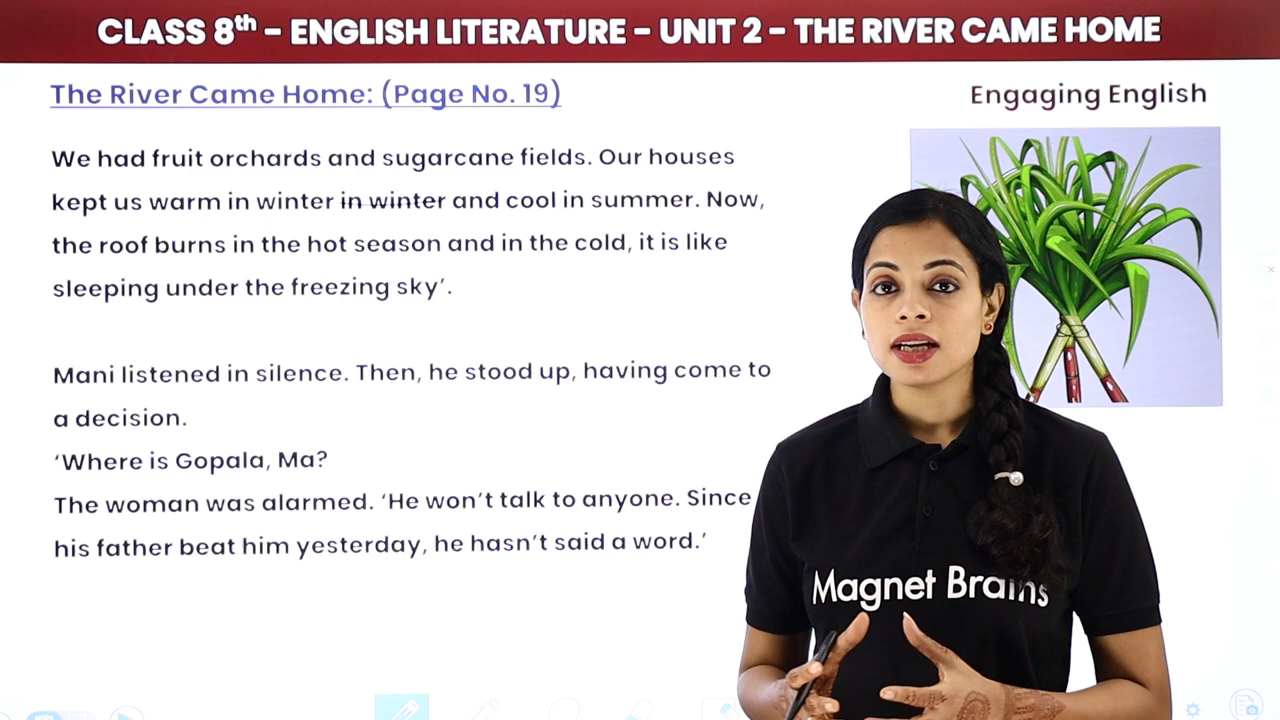 CLASS 8th – ENGLISH LITERATURE – UNIT 2 – THE RIVER CAME HOME
The River Came Home: (Page No. 19)
Engaging English
We had fruit orchards and sugarcane fields. Our houses
kept us warm in winter in winter and cool in summer. Now,
the roof burns in the hot season and in the cold, it is like
sleeping under the freezing sky’.
Mani listened in silence. Then, he stood up, having come to
a decision.
‘Where is Gopala, Ma?
The woman was alarmed. ‘He won’t talk to anyone. Since
his father beat him yesterday, he hasn’t said a word.’
Magnet Brains